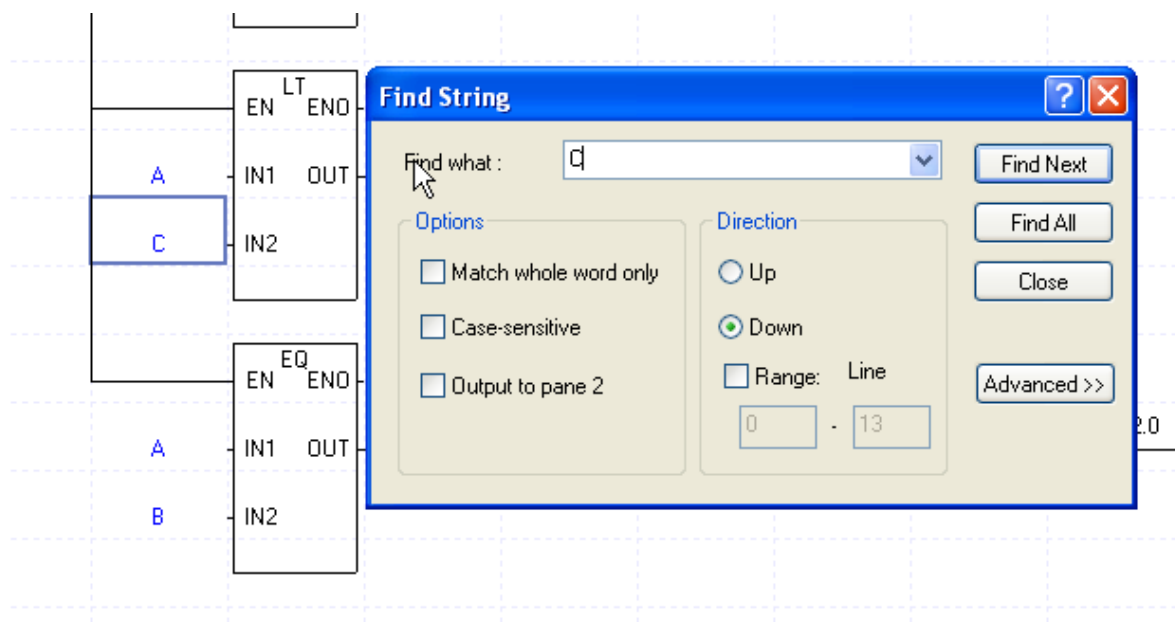 LT
EN ENO
A IN1 OUT
C IN2
EQ
EN ENO
A IN1 OUT
B IN2
Find String
Find what : C
Find Next
Options
Direction
Find All
Match whole word only
Up
Close
Case-sensitive
Down
Output to pane 2
Range: Line
Advanced >>
0 - 13
2.0